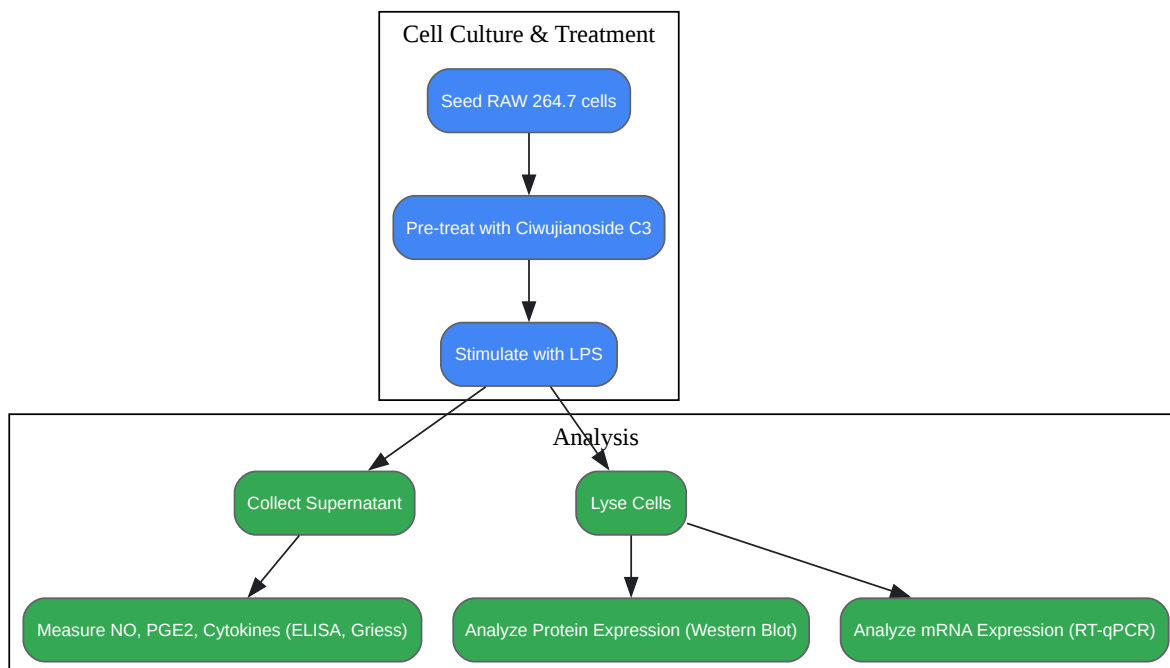 Cell Culture & Treatment
Seed RAW 264.7 cells
Pre-treat with Ciwujianoside C3
Stimulate with LPS
Analysis
Collect Supernatant
Lyse Cells
Measure NO, PGE2, Cytokines (ELISA, Griess)
Analyze Protein Expression (Western Blot)
Analyze mRNA Expression (RT-qPCR)